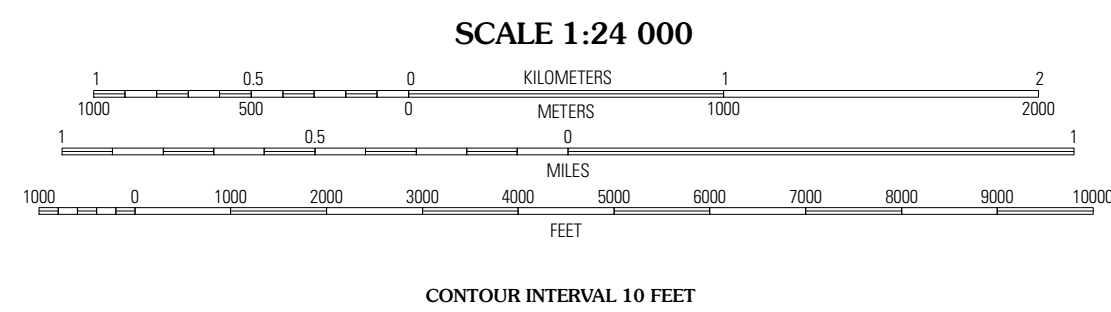 SCALE 1:24 000
1 0.5 0 KILOMETERS 1 2
1000 500 0 METERS 1000 2000
1 0.5 0 1
MILES
1000 0 1000 2000 3000 4000 5000 6000 7000 8000 9000 10000
FEET
CONTOUR INTERVAL 10 FEET